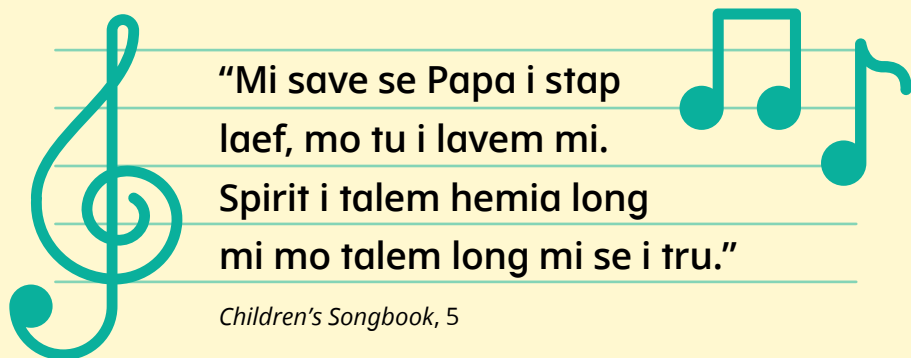 “Mi save se Papa i stap
laef, mo tu i lavem mi.
Spirit i talem hemia long
mi mo talem long mi se i tru.”
Children’s Songbook, 5